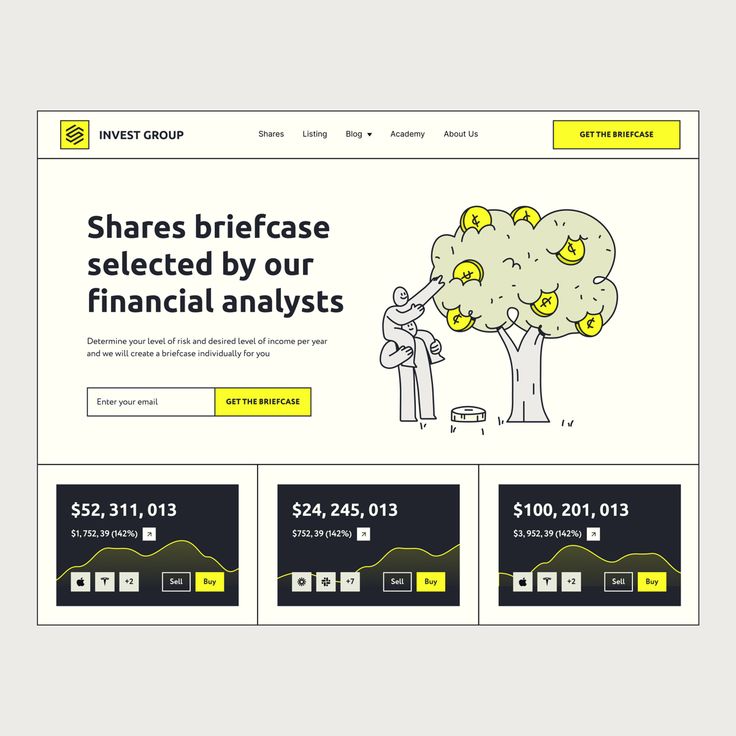 INVEST GROUP
Shares
Listing
Blog
Academy
About Us
GET THE BRIEFCASE
Shares briefcase
selected by our
financial analysts
Determine your level of risk and desired level of income per year
and we will create a briefcase individually for you
Enter your email
GET THE BRIEFCASE
$52, 311, 013
$1, 752, 39 (142%)
+2
Sell
Buy
$24, 245, 013
$752, 39 (142%)
+7
Sell
Buy
$100, 201, 013
$3, 952, 39 (142%)
+2
Sell
Buy